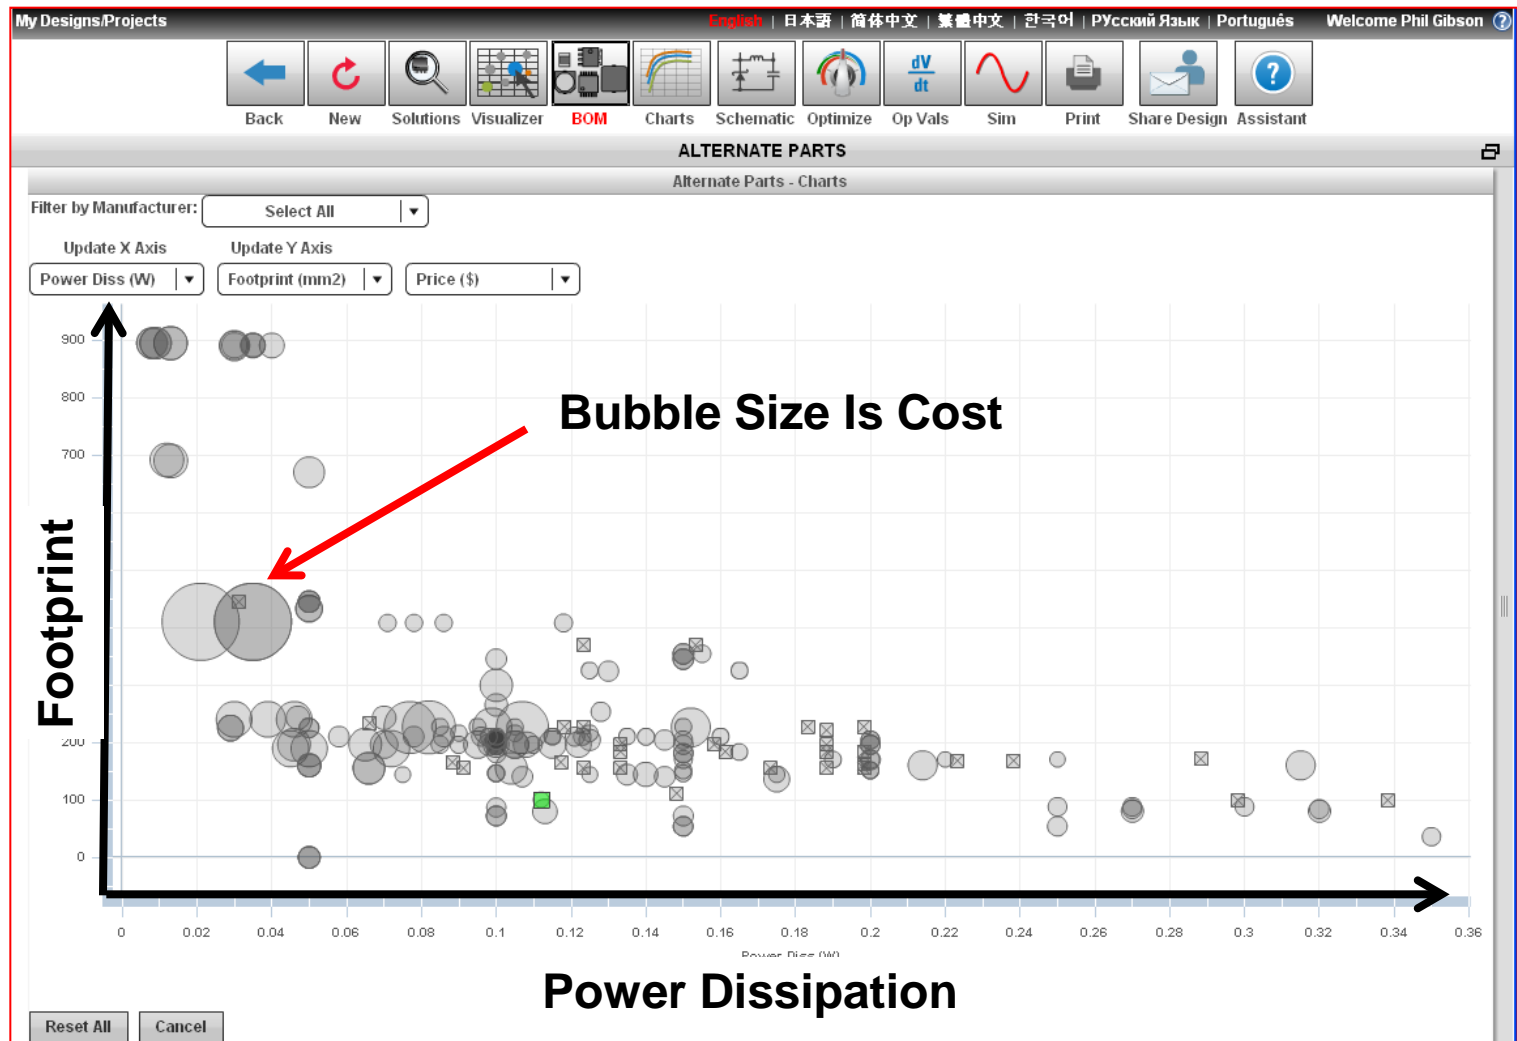 My Designs/Projects English | 日本語 | 简体中文 | 繁體中文 | 한국어 | РУсский Язык | Português Welcome Phil Gibson ?
dV
dt
?
Back New Solutions Visualizer BOM Charts Schematic Optimize Op Vals Sim Print Share Design Assistant
ALTERNATE PARTS
Alternate Parts - Charts
Filter by Manufacturer: Select All
Update X Axis Update Y Axis
Power Diss (W) Footprint (mm2) Price ($)
900
800
Bubble Size Is Cost
700
Footprint
200
100
0
0 0.02 0.04 0.06 0.08 0.1 0.12 0.14 0.16 0.18 0.2 0.22 0.24 0.26 0.28 0.3 0.32 0.34 0.36
Power Diss (W)
Power Dissipation
Reset All Cancel